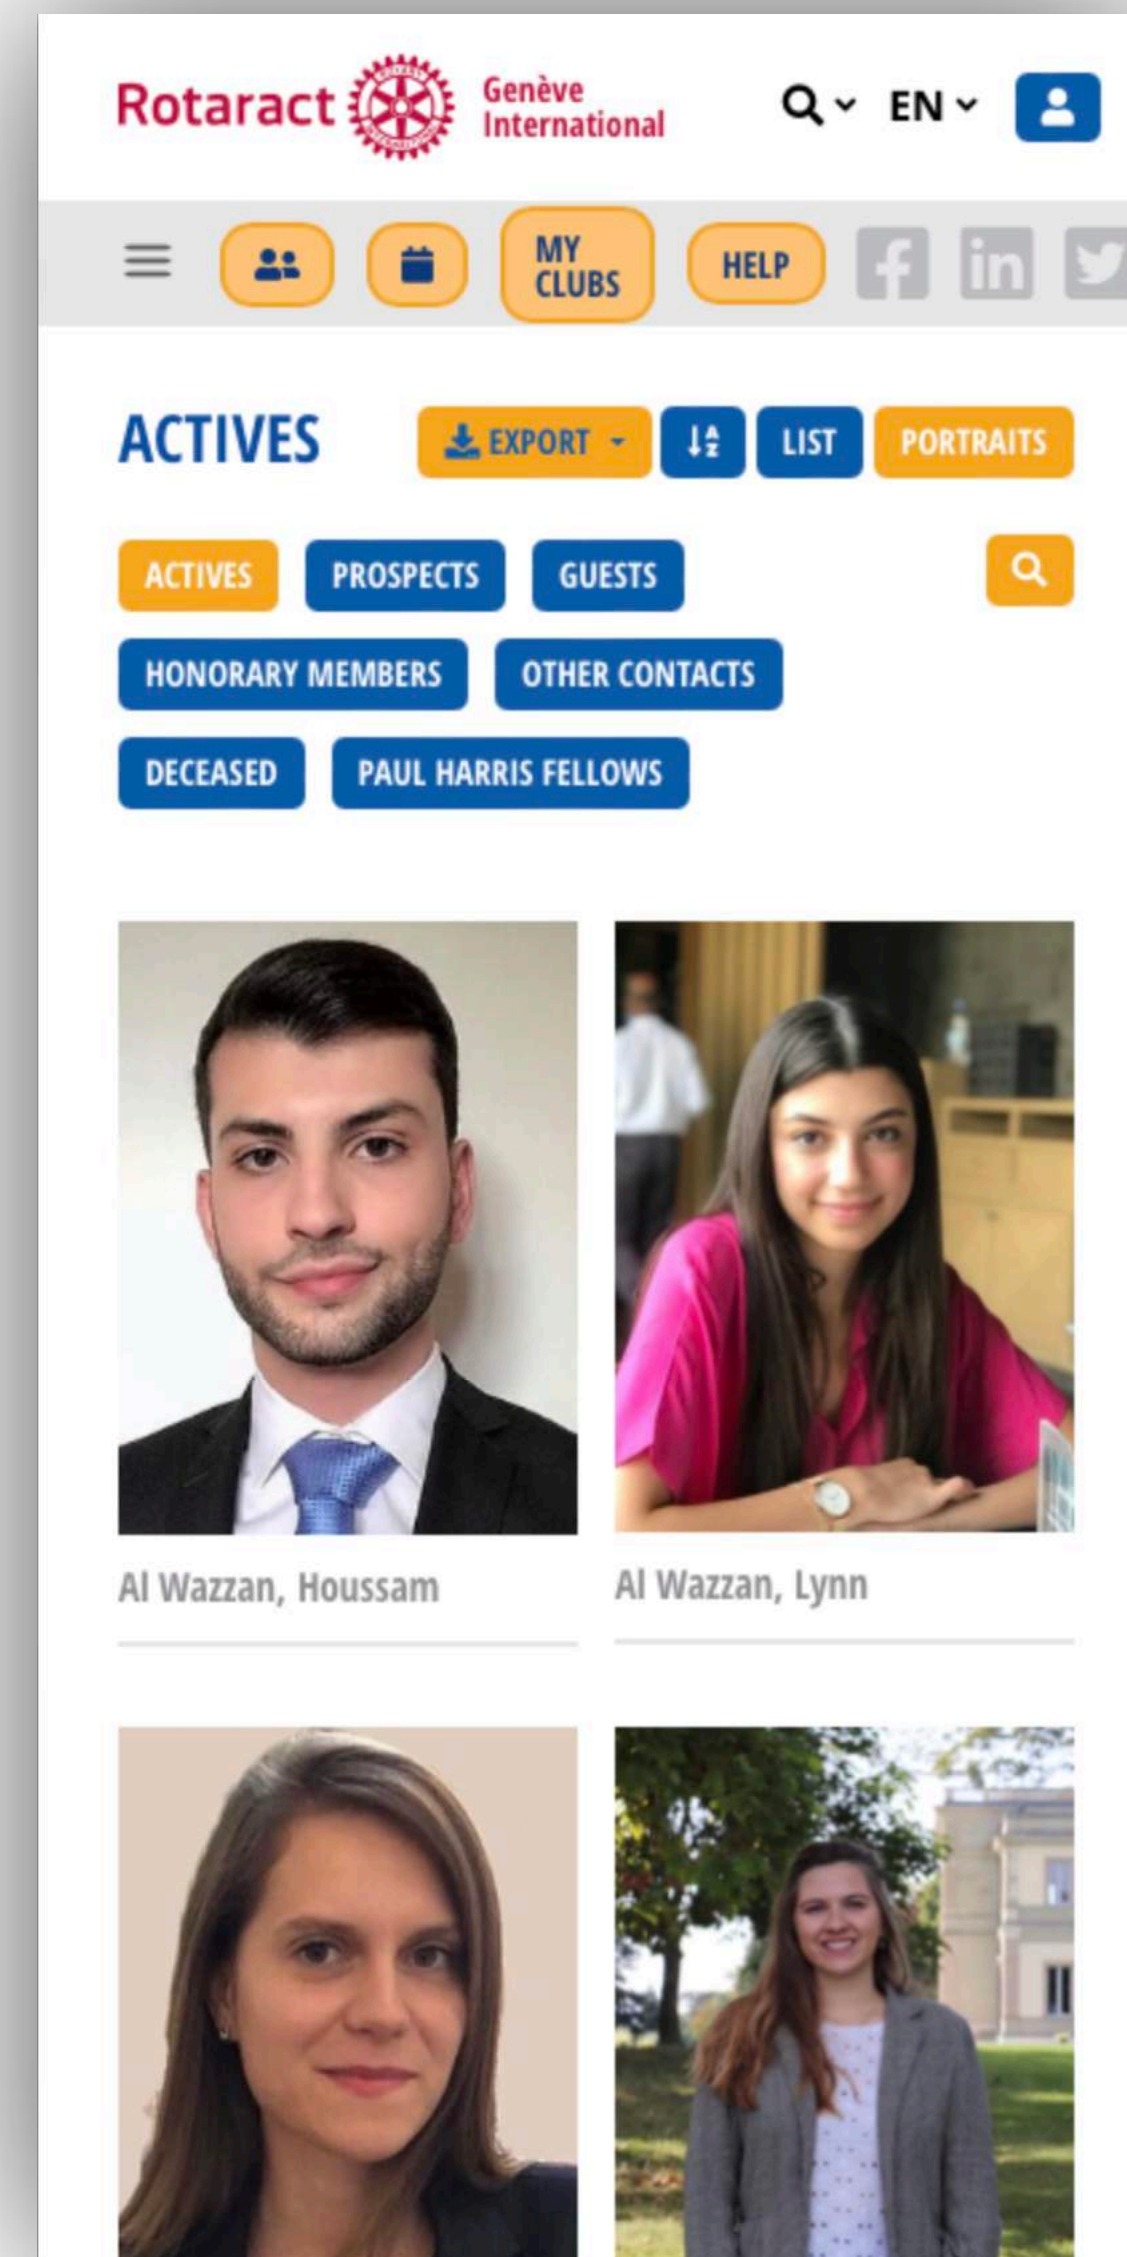 Rotaract
Genève
International
EN
MY
CLUBS
HELP
ACTIVES
EXPORT
LIST
PORTRAITS
ACTIVES
PROSPECTS
GUESTS
HONORARY MEMBERS
OTHER CONTACTS
DECEASED
PAUL HARRIS FELLOWS
Al Wazzan, Houssam
Al Wazzan, Lynn